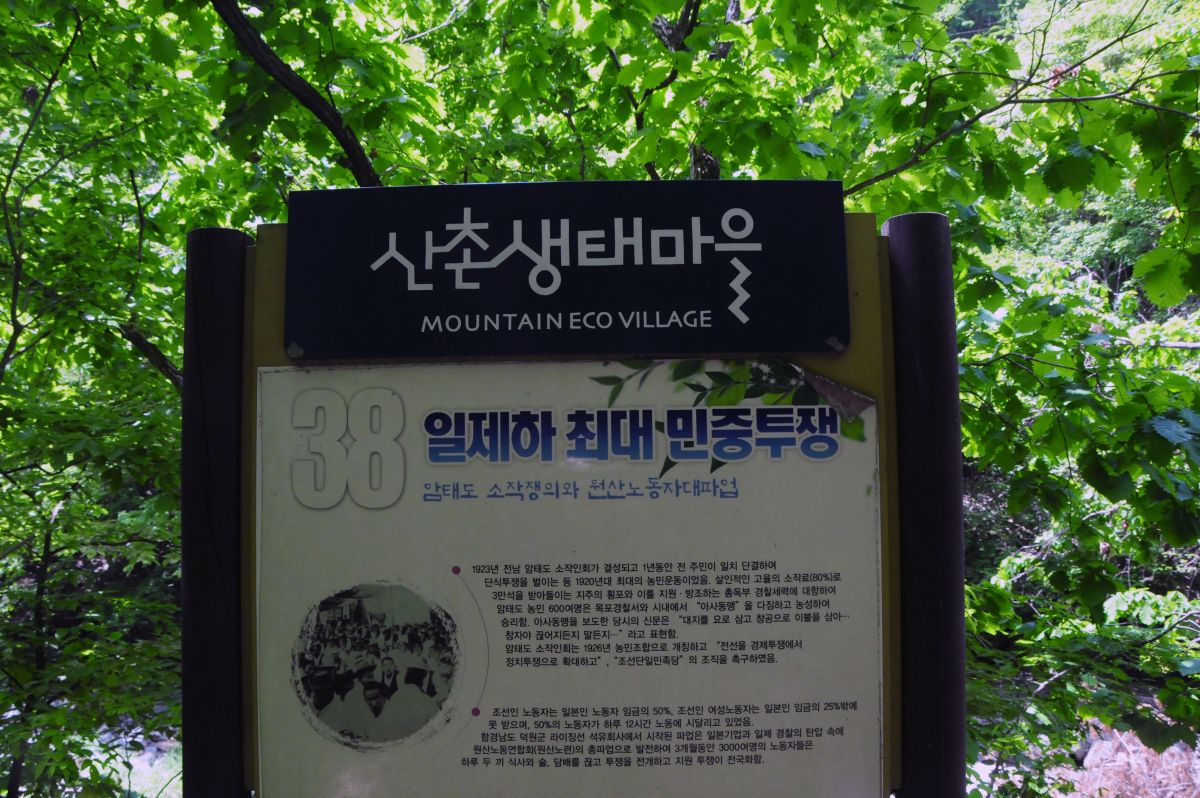 산촌생태마을
MOUNTAIN ECO VILLAGE
38
일제하 최대 민중투쟁
암태도 소작쟁의와 원산노동자대파업
1923년 전남 암태도 소작인회가 결성되고 1년동안 전 주민이 일치 단결하여
단식투쟁을 벌이는 등 1920년대 최대의 농민운동이었음. 살인적인 고율의 소작료(80%)로
3만석을 받아들이는 지주의 횡포와 이를 지원·방조하는 총독부 경찰세력에 대항하여
암태도 농민 600여명은 목포경찰서와 시내에서 “아사동맹”을 다짐하고 농성하여
승리함. 아사동맹을 보도한 당시의 신문은 “대지를 요로 삼고 창공으로 이불을 삼아…
창자야 끊어지든지 말든지…”라고 표현함.
암태도 소작인회는 1926년 농민조합으로 개칭하고 “전선을 경제투쟁에서
정치투쟁으로 확대하고”, “조선단일민족당”의 조직을 촉구하였음.
조선인 노동자는 일본인 노동자 임금의 50%, 조선인 여성노동자는 일본인 임금의 25%밖에
못 받으며, 50%의 노동자가 하루 12시간 노동에 시달리고 있었음.
함경남도 덕원군 라이징선 석유회사에서 시작된 파업은 일본기업과 일제 경찰의 탄압 속에
원산노동연합회(원산노련)의 총파업으로 발전하여 3개월동안 3000여명의 노동자들은
하루 두 끼 식사와 술, 담배를 끊고 투쟁을 전개하고 지원 투쟁이 전국화함.